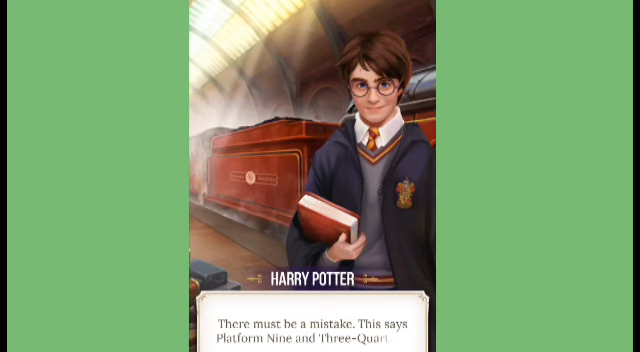 HARRY POTTER
There must be a mistake. This says
Platform Nine and Three-Quart